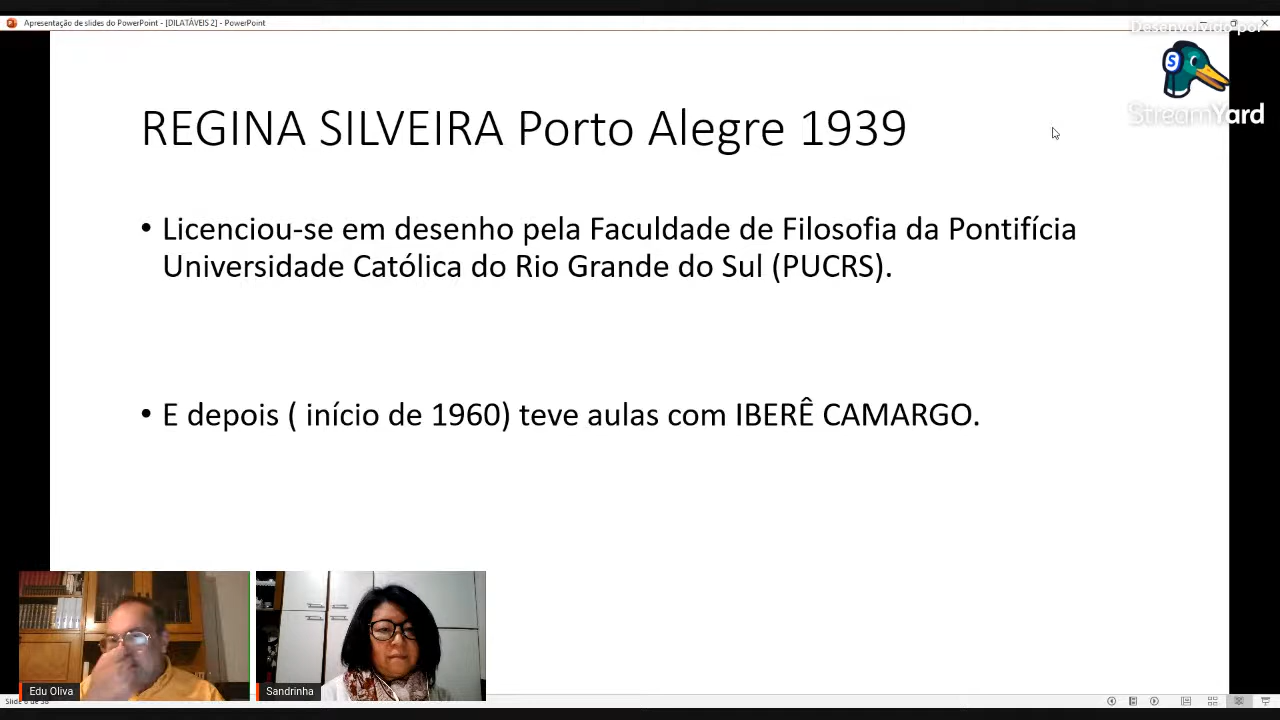 Apresentação de slides do PowerPoint - [DILATÁVEIS 2] - PowerPoint
Desenvolvido por
S
StreamYard
REGINA SILVEIRA Porto Alegre 1939
• Licenciou-se em desenho pela Faculdade de Filosofia da Pontifícia
Universidade Católica do Rio Grande do Sul (PUCRS).
• E depois ( início de 1960) teve aulas com IBERÊ CAMARGO.
Edu Oliva
Sandrinha